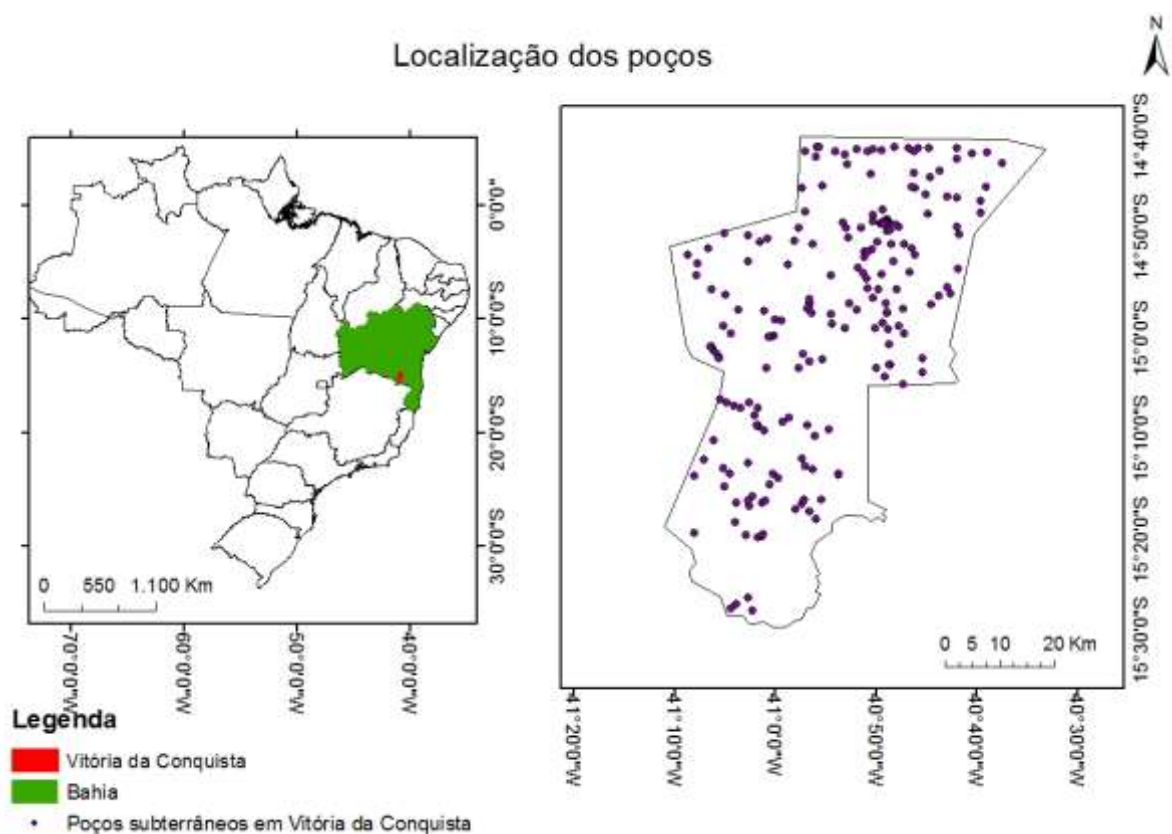 Localização dos poços
N
0°0'0"
10°0'0"S
20°0'0"S
30°0'0"S
0 550 1.100 Km
70°0'0"W
60°0'0"W
50°0'0"W
40°0'0"W
14°40'0"S
14°50'0"S
15°0'0"S
15°10'0"S
15°20'0"S
15°30'0"S
0 5 10 20 Km
41°20'0"W
41°10'0"W
41°0'0"W
40°50'0"W
40°40'0"W
40°30'0"W
Legenda
Vitória da Conquista
Bahia
Poços subterrâneos em Vitória da Conquista